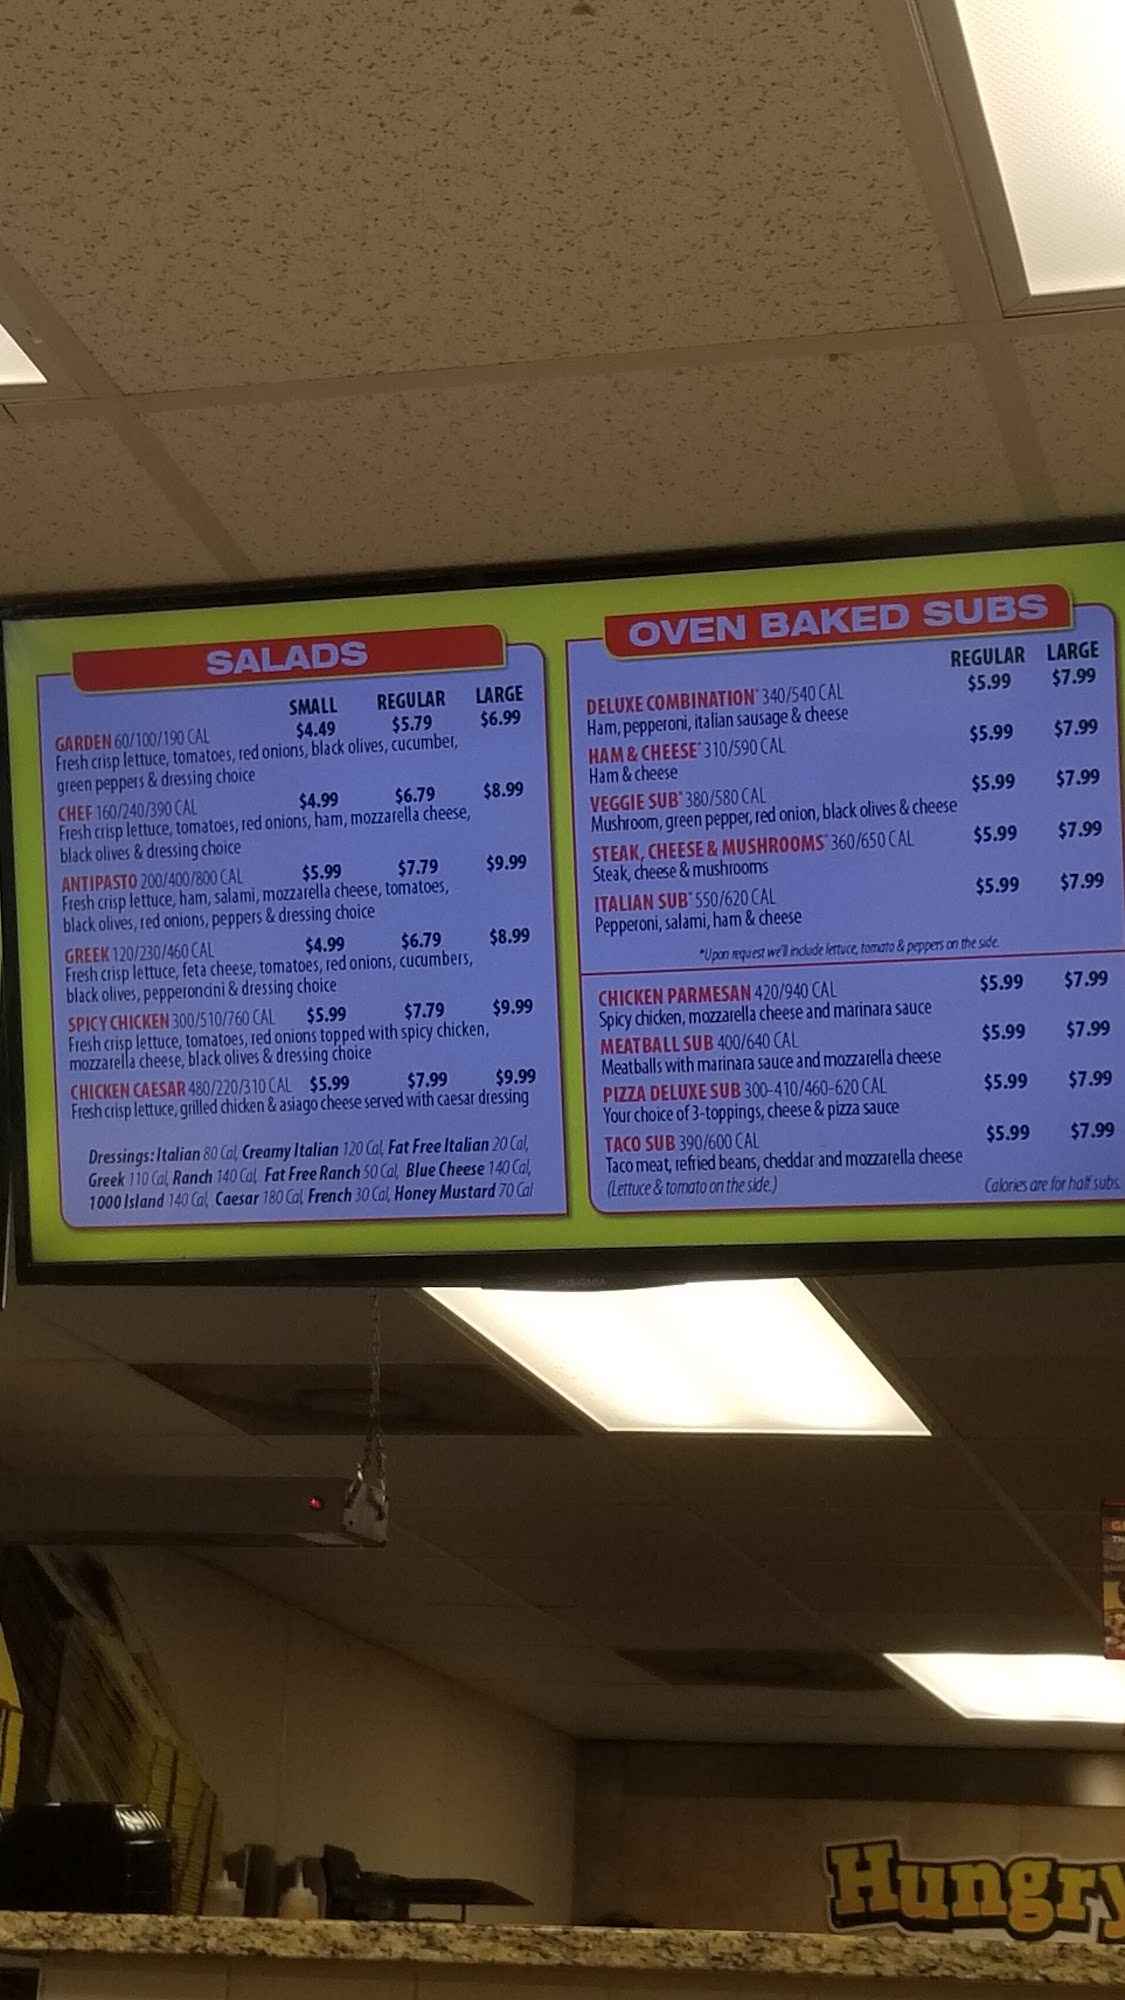 SALADS
SMALL REGULAR LARGE
GARDEN 60/100/190 CAL $4.49 $5.79 $6.99
Fresh crisp lettuce, tomatoes, red onions, black olives, cucumber,
green peppers & dressing choice
CHEF 160/240/390 CAL $4.99 $6.79 $8.99
Fresh crisp lettuce, tomatoes, red onions, ham, mozzarella cheese,
black olives & dressing choice
ANTIPASTO 200/400/800 CAL $5.99 $7.79 $9.99
Fresh crisp lettuce, ham, salami, mozzarella cheese, tomatoes,
black olives, red onions, peppers & dressing choice
GREEK 120/230/460 CAL $4.99 $6.79 $8.99
Fresh crisp lettuce, feta cheese, tomatoes, red onions, cucumbers,
black olives, pepperoncini & dressing choice
SPICY CHICKEN 300/510/760 CAL $5.99 $7.79 $9.99
Fresh crisp lettuce, tomatoes, red onions topped with spicy chicken,
mozzarella cheese, black olives & dressing choice
CHICKEN CAESAR 480/220/310 CAL $5.99 $7.99 $9.99
Fresh crisp lettuce, grilled chicken & asiago cheese served with caesar dressing
Dressings: Italian 80 Cal, Creamy Italian 120 Cal, Fat Free Italian 20 Cal,
Greek 110 Cal, Ranch 140 Cal, Fat Free Ranch 50 Cal, Blue Cheese 140 Cal,
1000 Island 140 Cal, Caesar 180 Cal, French 30 Cal, Honey Mustard 70 Cal
OVEN BAKED SUBS
REGULAR LARGE
DELUXE COMBINATION* 340/540 CAL $5.99 $7.99
Ham, pepperoni, italian sausage & cheese
HAM & CHEESE* 310/590 CAL $5.99 $7.99
Ham & cheese
VEGGIE SUB* 380/580 CAL $5.99 $7.99
Mushroom, green pepper, red onion, black olives & cheese
STEAK, CHEESE & MUSHROOMS* 360/650 CAL $5.99 $7.99
Steak, cheese & mushrooms
ITALIAN SUB* 550/620 CAL $5.99 $7.99
Pepperoni, salami, ham & cheese
*Upon request we'll include lettuce, tomato & peppers on the side.
CHICKEN PARMESAN 420/940 CAL $5.99 $7.99
Spicy chicken, mozzarella cheese and marinara sauce
MEATBALL SUB 400/640 CAL $5.99 $7.99
Meatballs with marinara sauce and mozzarella cheese
PIZZA DELUXE SUB 300-410/460-620 CAL $5.99 $7.99
Your choice of 3-toppings, cheese & pizza sauce
TACO SUB 390/600 CAL $5.99 $7.99
Taco meat, refried beans, cheddar and mozzarella cheese
(Lettuce & tomato on the side.)
Calories are for half subs.
INSIGNIA
Hungry